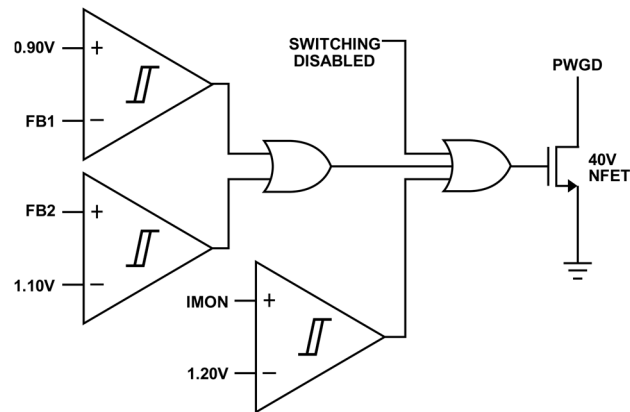 0.90V
+
FB1
−
FB2
+
1.10V
−
IMON
+
1.20V
−
SWITCHING
DISABLED
PWGD
40V
NFET